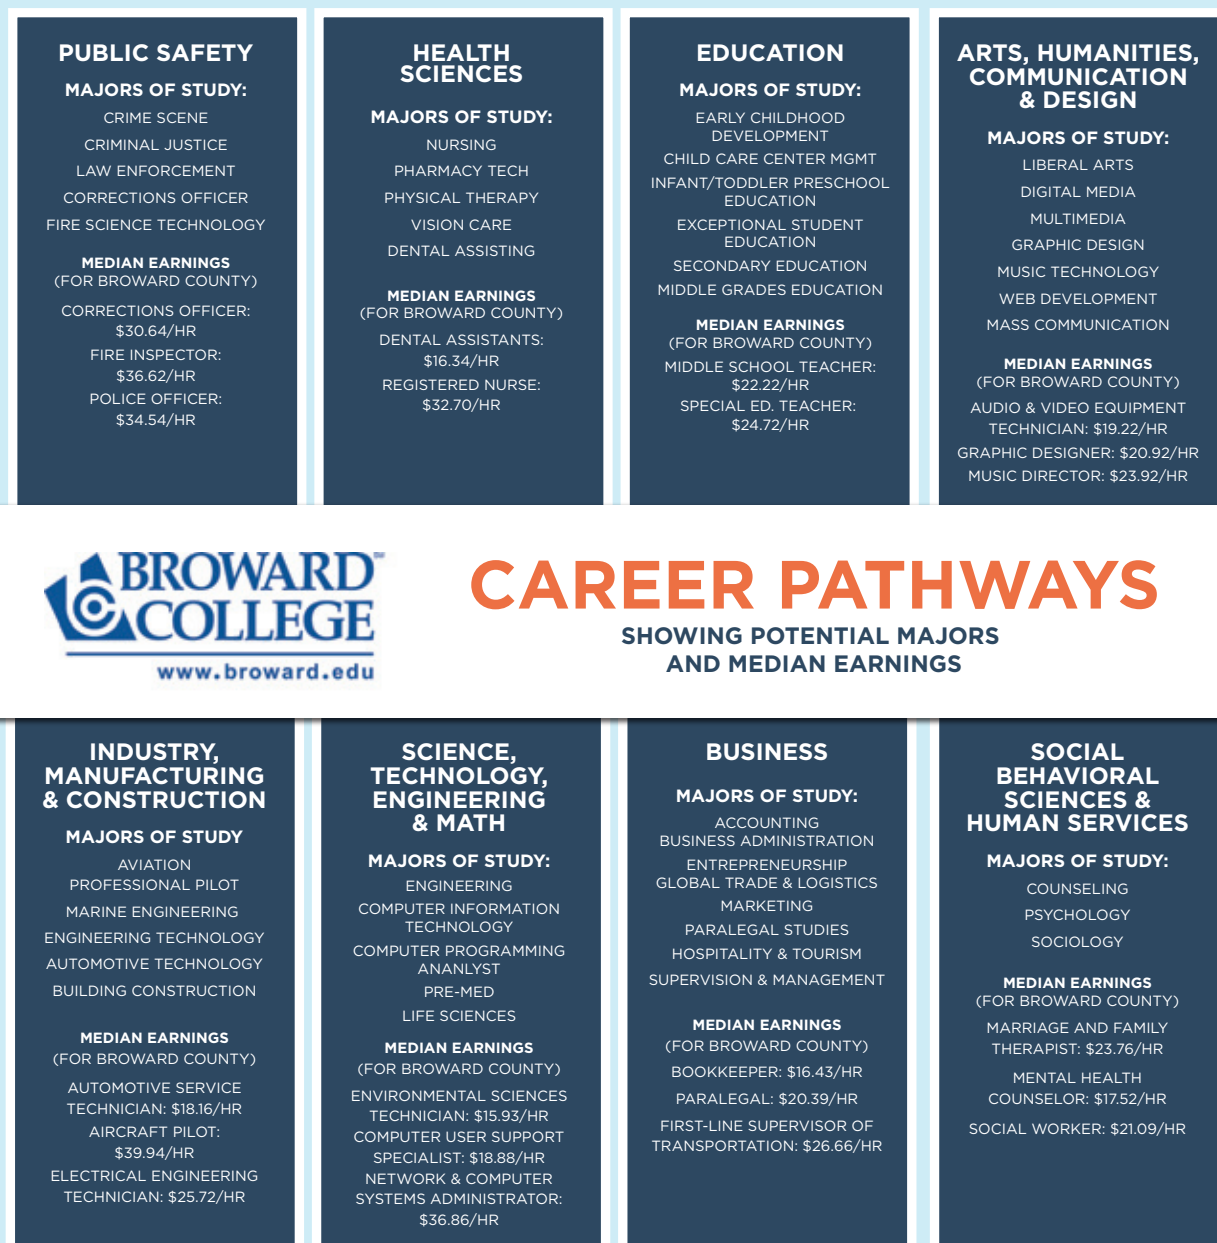 PUBLIC SAFETY
MAJORS OF STUDY:
CRIME SCENE
CRIMINAL JUSTICE
LAW ENFORCEMENT
CORRECTIONS OFFICER
FIRE SCIENCE TECHNOLOGY
MEDIAN EARNINGS
(FOR BROWARD COUNTY)
CORRECTIONS OFFICER:
$30.64/HR
FIRE INSPECTOR:
$36.62/HR
POLICE OFFICER:
$34.54/HR
HEALTH
SCIENCES
MAJORS OF STUDY:
NURSING
PHARMACY TECH
PHYSICAL THERAPY
VISION CARE
DENTAL ASSISTING
MEDIAN EARNINGS
(FOR BROWARD COUNTY)
DENTAL ASSISTANTS:
$16.34/HR
REGISTERED NURSE:
$32.70/HR
EDUCATION
MAJORS OF STUDY:
EARLY CHILDHOOD
DEVELOPMENT
CHILD CARE CENTER MGMT
INFANT/TODDLER PRESCHOOL
EDUCATION
EXCEPTIONAL STUDENT
EDUCATION
SECONDARY EDUCATION
MIDDLE GRADES EDUCATION
MEDIAN EARNINGS
(FOR BROWARD COUNTY)
MIDDLE SCHOOL TEACHER:
$22.22/HR
SPECIAL ED. TEACHER:
$24.72/HR
ARTS, HUMANITIES,
COMMUNICATION
& DESIGN
MAJORS OF STUDY:
LIBERAL ARTS
DIGITAL MEDIA
MULTIMEDIA
GRAPHIC DESIGN
MUSIC TECHNOLOGY
WEB DEVELOPMENT
MASS COMMUNICATION
MEDIAN EARNINGS
(FOR BROWARD COUNTY)
AUDIO & VIDEO EQUIPMENT
TECHNICIAN: $19.22/HR
GRAPHIC DESIGNER: $20.92/HR
MUSIC DIRECTOR: $23.92/HR
BROWARD™
COLLEGE
www.broward.edu
CAREER PATHWAYS
SHOWING POTENTIAL MAJORS
AND MEDIAN EARNINGS
INDUSTRY,
MANUFACTURING
& CONSTRUCTION
MAJORS OF STUDY
AVIATION
PROFESSIONAL PILOT
MARINE ENGINEERING
ENGINEERING TECHNOLOGY
AUTOMOTIVE TECHNOLOGY
BUILDING CONSTRUCTION
MEDIAN EARNINGS
(FOR BROWARD COUNTY)
AUTOMOTIVE SERVICE
TECHNICIAN: $18.16/HR
AIRCRAFT PILOT:
$39.94/HR
ELECTRICAL ENGINEERING
TECHNICIAN: $25.72/HR
SCIENCE,
TECHNOLOGY,
ENGINEERING
& MATH
MAJORS OF STUDY:
ENGINEERING
COMPUTER INFORMATION
TECHNOLOGY
COMPUTER PROGRAMMING
ANANLYST
PRE-MED
LIFE SCIENCES
MEDIAN EARNINGS
(FOR BROWARD COUNTY)
ENVIRONMENTAL SCIENCES
TECHNICIAN: $15.93/HR
COMPUTER USER SUPPORT
SPECIALIST: $18.88/HR
NETWORK & COMPUTER
SYSTEMS ADMINISTRATOR:
$36.86/HR
BUSINESS
MAJORS OF STUDY:
ACCOUNTING
BUSINESS ADMINISTRATION
ENTREPRENEURSHIP
GLOBAL TRADE & LOGISTICS
MARKETING
PARALEGAL STUDIES
HOSPITALITY & TOURISM
SUPERVISION & MANAGEMENT
MEDIAN EARNINGS
(FOR BROWARD COUNTY)
BOOKKEEPER: $16.43/HR
PARALEGAL: $20.39/HR
FIRST-LINE SUPERVISOR OF
TRANSPORTATION: $26.66/HR
SOCIAL
BEHAVIORAL
SCIENCES &
HUMAN SERVICES
MAJORS OF STUDY:
COUNSELING
PSYCHOLOGY
SOCIOLOGY
MEDIAN EARNINGS
(FOR BROWARD COUNTY)
MARRIAGE AND FAMILY
THERAPIST: $23.76/HR
MENTAL HEALTH
COUNSELOR: $17.52/HR
SOCIAL WORKER: $21.09/HR